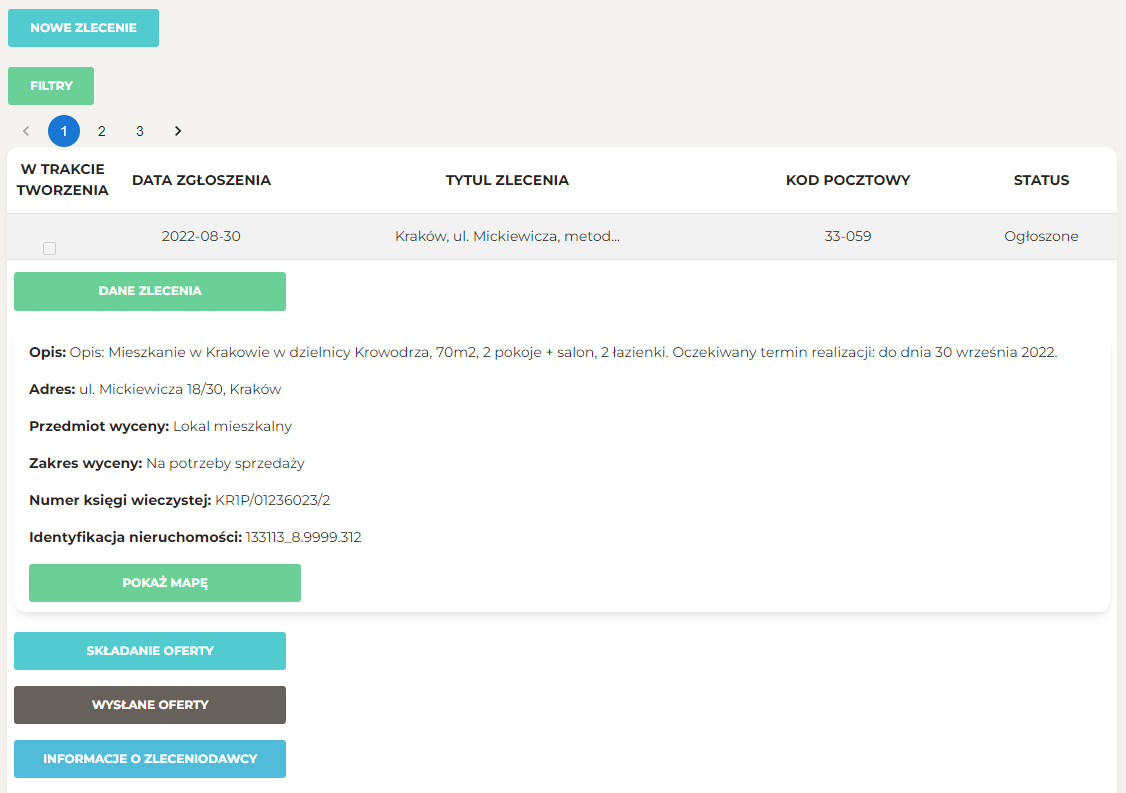 NOWE ZLECENIE
FILTRY
1 2 3
W TRAKCIE TWORZENIA DATA ZGŁOSZENIA TYTUL ZLECENIA KOD POCZTOWY STATUS
2022-08-30 Kraków, ul. Mickiewicza, metod... 33-059 Ogłoszone
DANE ZLECENIA
Opis: Opis: Mieszkanie w Krakowie w dzielnicy Krowodrza, 70m2, 2 pokoje + salon, 2 łazienki. Oczekiwany termin realizacji: do dnia 30 września 2022.
Adres: ul. Mickiewicza 18/30, Kraków
Przedmiot wyceny: Lokal mieszkalny
Zakres wyceny: Na potrzeby sprzedaży
Numer księgi wieczystej: KR1P/01236023/2
Identyfikacja nieruchomości: 133113_8.9999.312
POKAŻ MAPĘ
SKŁADANIE OFERTY
WYSŁANE OFERTY
INFORMACJE O ZLECENIODAWCY